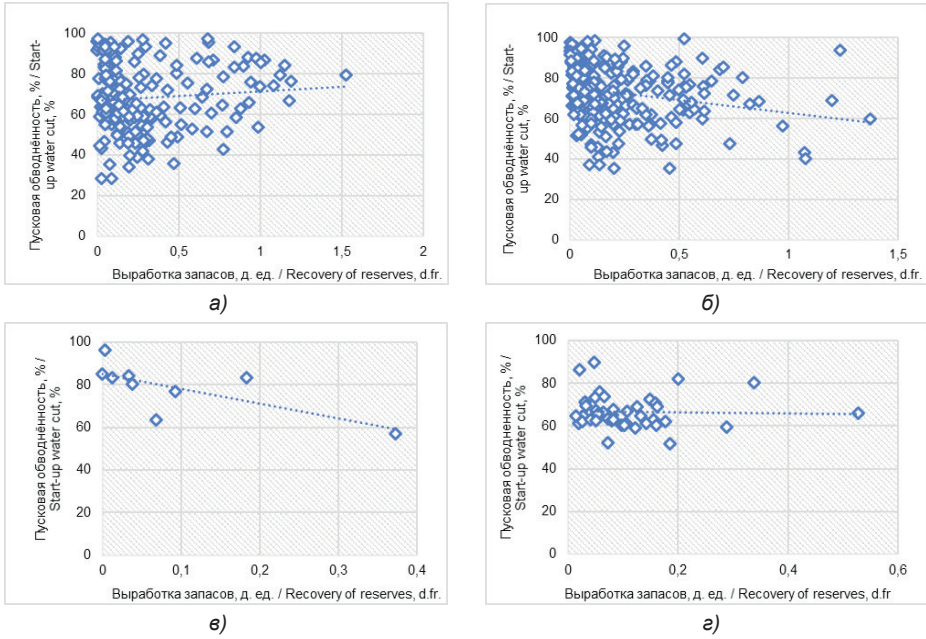 100
80
60
40
20
0
0
0,5
1
1,5
2
Пусковая обводнённость, % / Start-
up water cut, %
Выработка запасов, д. ед. / Recovery of reserves, d.fr.
а)
100
80
60
40
20
0
0
0,5
1
1,5
Пусковая обводнённость, % / Start-
up water cut, %
Выработка запасов, д. ед. / Recovery of reserves, d.fr.
б)
100
80
60
40
20
0
0
0,1
0,2
0,3
0,4
Пусковая обводнённость, % /
Start-up water cut, %
Выработка запасов, д. ед. / Recovery of reserves, d.fr.
в)
100
80
60
40
20
0
0
0,2
0,4
0,6
Пусковая обводнённость, % /
Start-up water cut, %
Выработка запасов, д. ед. / Recovery of reserves, d.fr
г)